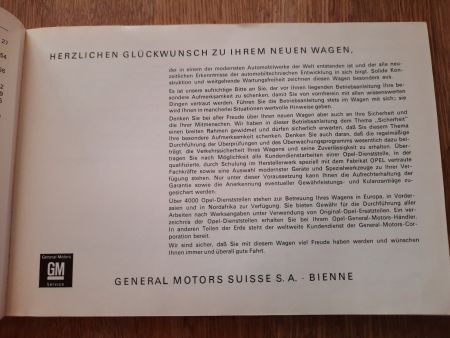 27
54
56
2
9
9
HERZLICHEN GLÜCKWUNSCH ZU IHREM NEUEN WAGEN,
der in einem der modernsten Automobilwerke der Welt entstanden ist und der alle neu-
zeitlichen Erkenntnisse der automobiltechnischen Entwicklung in sich birgt. Solide Kon-
struktion und weitgehende Wartungsfreiheit zeichnen diesen Wagen besonders aus.
Es ist unsere aufrichtige Bitte an Sie, der vor Ihnen liegenden Betriebsanleitung Ihre be-
sondere Aufmerksamkeit zu schenken, damit Sie von vornherein mit allen wissenswerten
Dingen vertraut werden. Führen Sie die Betriebsanleitung stets im Wagen mit sich; sie
wird Ihnen in mancherlei Situationen wertvolle Hinweise geben.
Denken Sie bei aller Freude über Ihren neuen Wagen aber auch an Ihre Sicherheit und
die Ihrer Mitmenschen. Wir haben in dieser Betriebsanleitung dem Thema „Sicherheit"
einen breiten Rahmen gewidmet und dürfen sicherlich erwarten, daß Sie diesem Thema
Ihre besondere Aufmerksamkeit schenken. Denken Sie auch daran, daß die regelmäßige
Durchführung der Überprüfungen und des Überwachungsprogramms wesentlich dazu bei-
trägt, die Verkehrssicherheit Ihres Wagens und seine Zuverlässigkeit zu erhalten. Über-
tragen Sie nach Möglichkeit alle Kundendienstarbeiten einer Opel-Dienststelle, in der
qualifizierte, durch Schulung im Herstellerwerk speziell mit dem Fabrikat OPEL vertraute
Fachkräfte sowie eine Auswahl modernster Geräte und Spezialwerkzeuge zu Ihrer Ver-
fügung stehen. Nur unter dieser Voraussetzung kann Ihnen die Aufrechterhaltung der
Garantie sowie die Anerkennung eventueller Gewährleistungs- und Kulanzansprüche zu-
gesichert werden.
Über 4000 Opel-Dienststellen stehen zur Betreuung Ihres Wagens in Europa, in Vorder-
asien und in Nordafrika zur Verfügung. Sie bieten Gewähr für die Durchführung aller
Arbeiten nach Werksangaben unter Verwendung von Original-Opel-Ersatzteilen. Ein ver-
zeichnis der Opel-Dienststellen erhalten Sie bei Ihrem Opel-General-Motors-Händler.
In anderen Teilen der Erde steht der weltweite Kundendienst der General-Motors-Cor-
poration bereit.
Wir sind sicher, daß Sie mit diesem Wagen viel Freude haben werden und wünschen
Ihnen immer und überall gute Fahrt.
General Motors
GM
Service
GENERAL MOTORS SUISSE S.A. - BIENNE